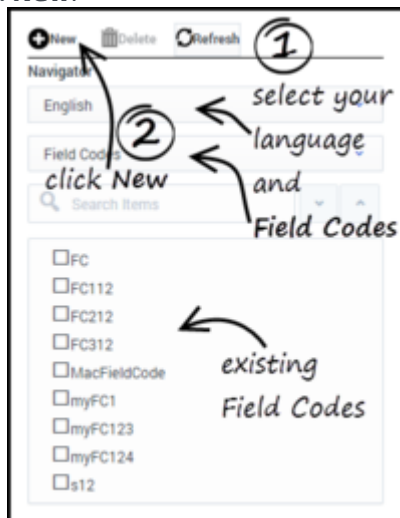 New Delete Refresh 1
Navigator
English
select your
2
language
Field Codes
click New
and
Search Items
Field Codes
FC
FC112
FC212
FC312
MacFieldCode
existing
myFC1
Field Codes
myFC123
myFC124
s12